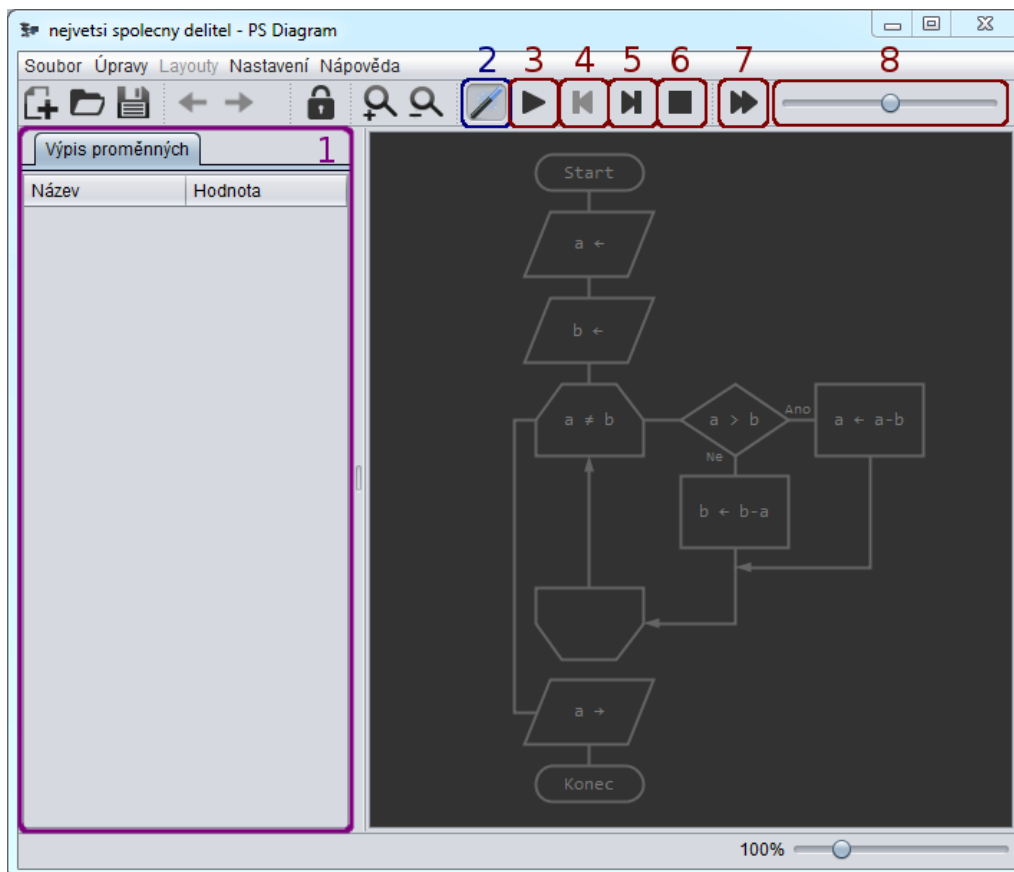 nejvetsi spolecny delitel - PS Diagram
Soubor Úpravy Layouty Nastavení Nápověda
2 3 4 5 6 7 8
Výpis proměnných 1
Název Hodnota
Start
a ←
b ←
a ≠ b
a > b
Ano
a ← a-b
Ne
b ← b-a
a →
Konec
100%